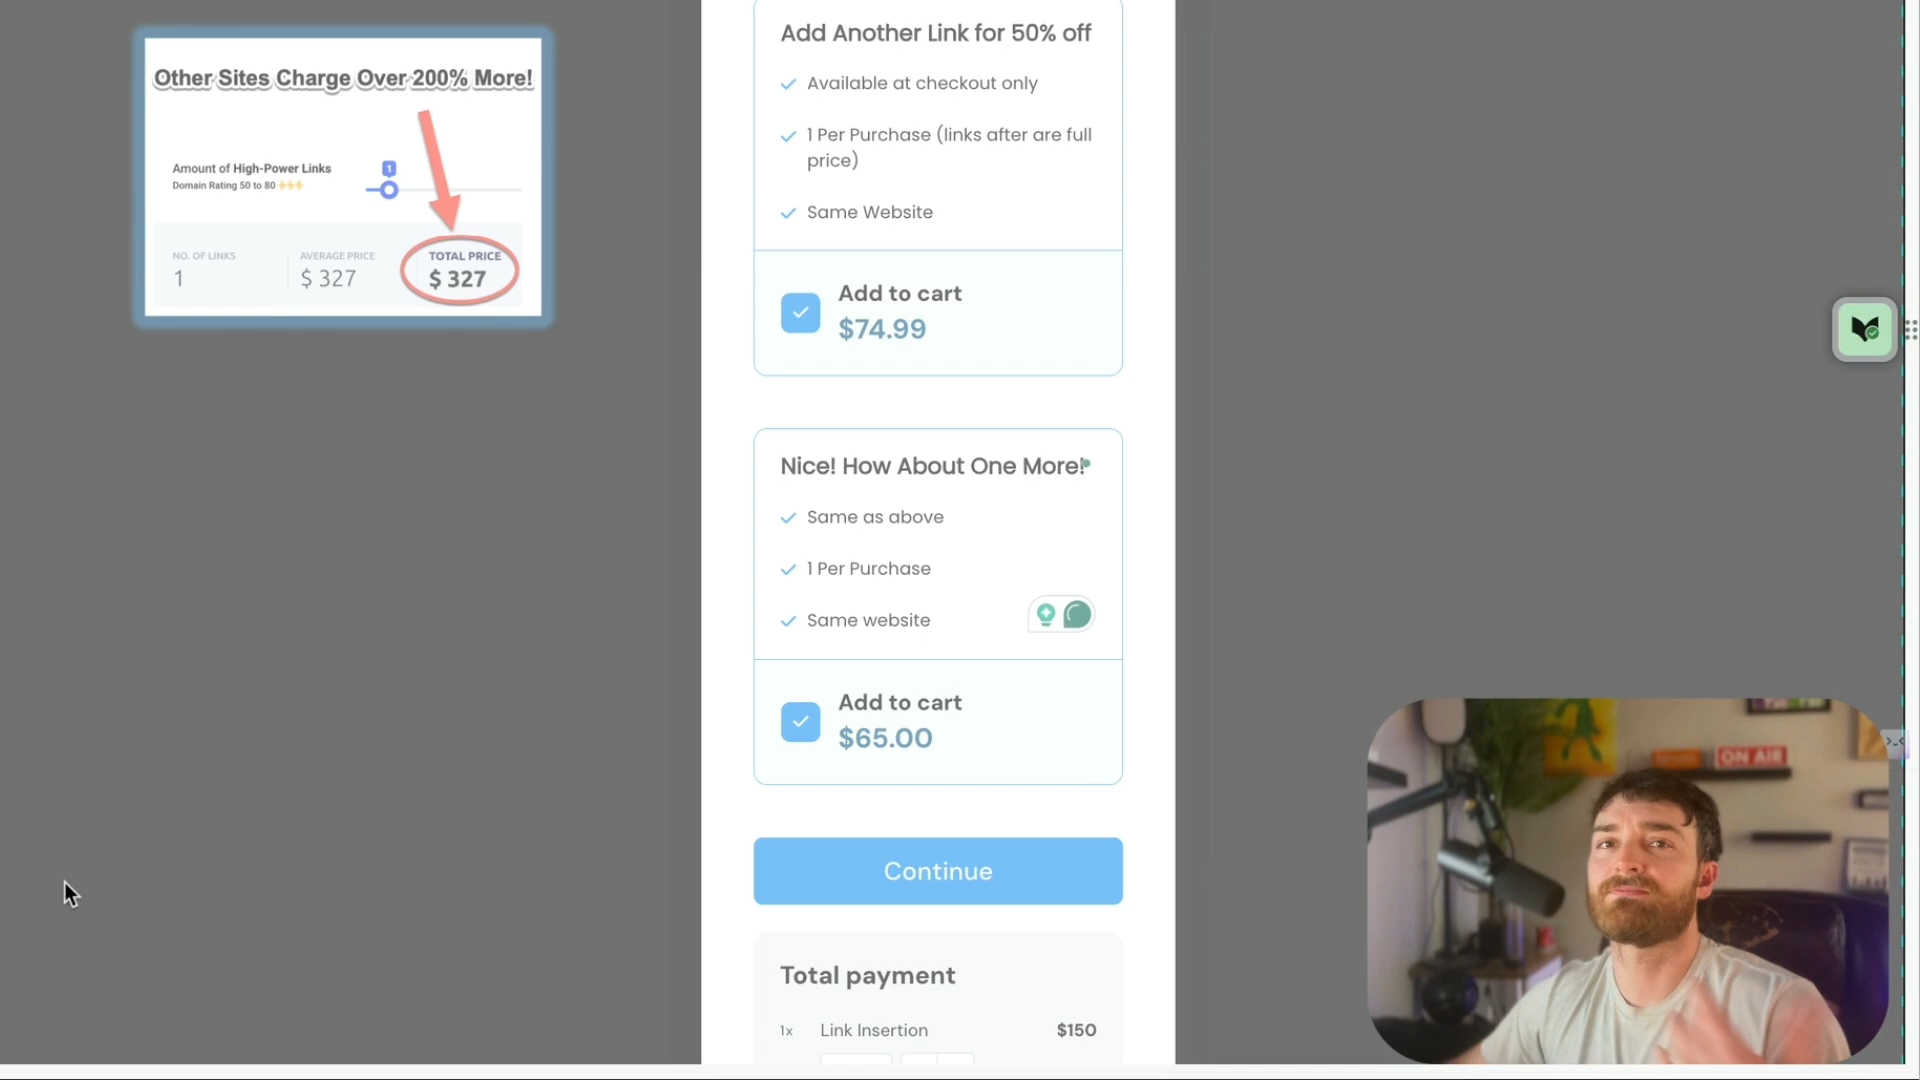 Other Sites Charge Over 200% More!
Amount of High-Power Links
Domain Rating 50 to 80 ⚡⚡⚡
1
NO. OF LINKS
1
AVERAGE PRICE
$ 327
TOTAL PRICE
$ 327
Add Another Link for 50% off
Available at checkout only
1 Per Purchase (links after are full
price)
Same Website
Add to cart
$74.99
Nice! How About One More!
Same as above
1 Per Purchase
Same website
Add to cart
$65.00
Continue
Total payment
1x Link Insertion $150
ON AIR